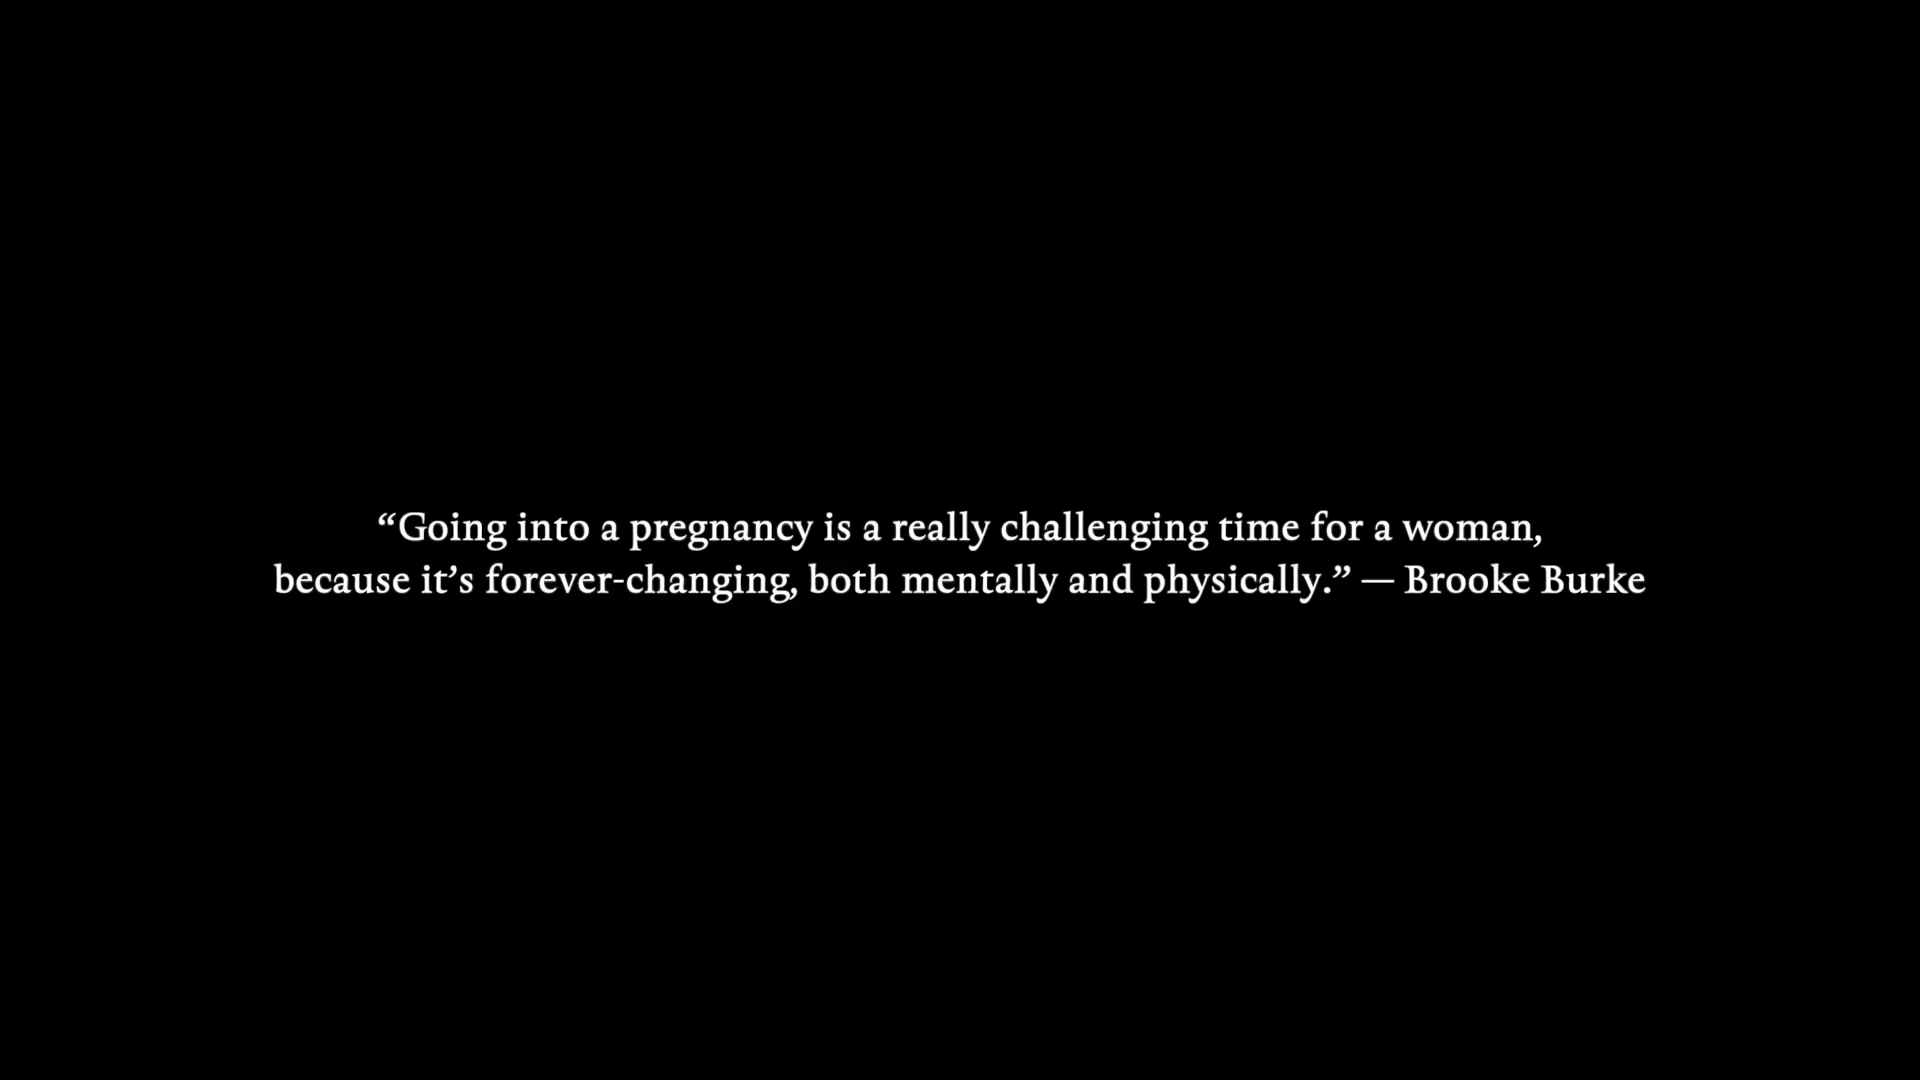 “Going into a pregnancy is a really challenging time for a woman,
because it’s forever-changing, both mentally and physically.” — Brooke Burke